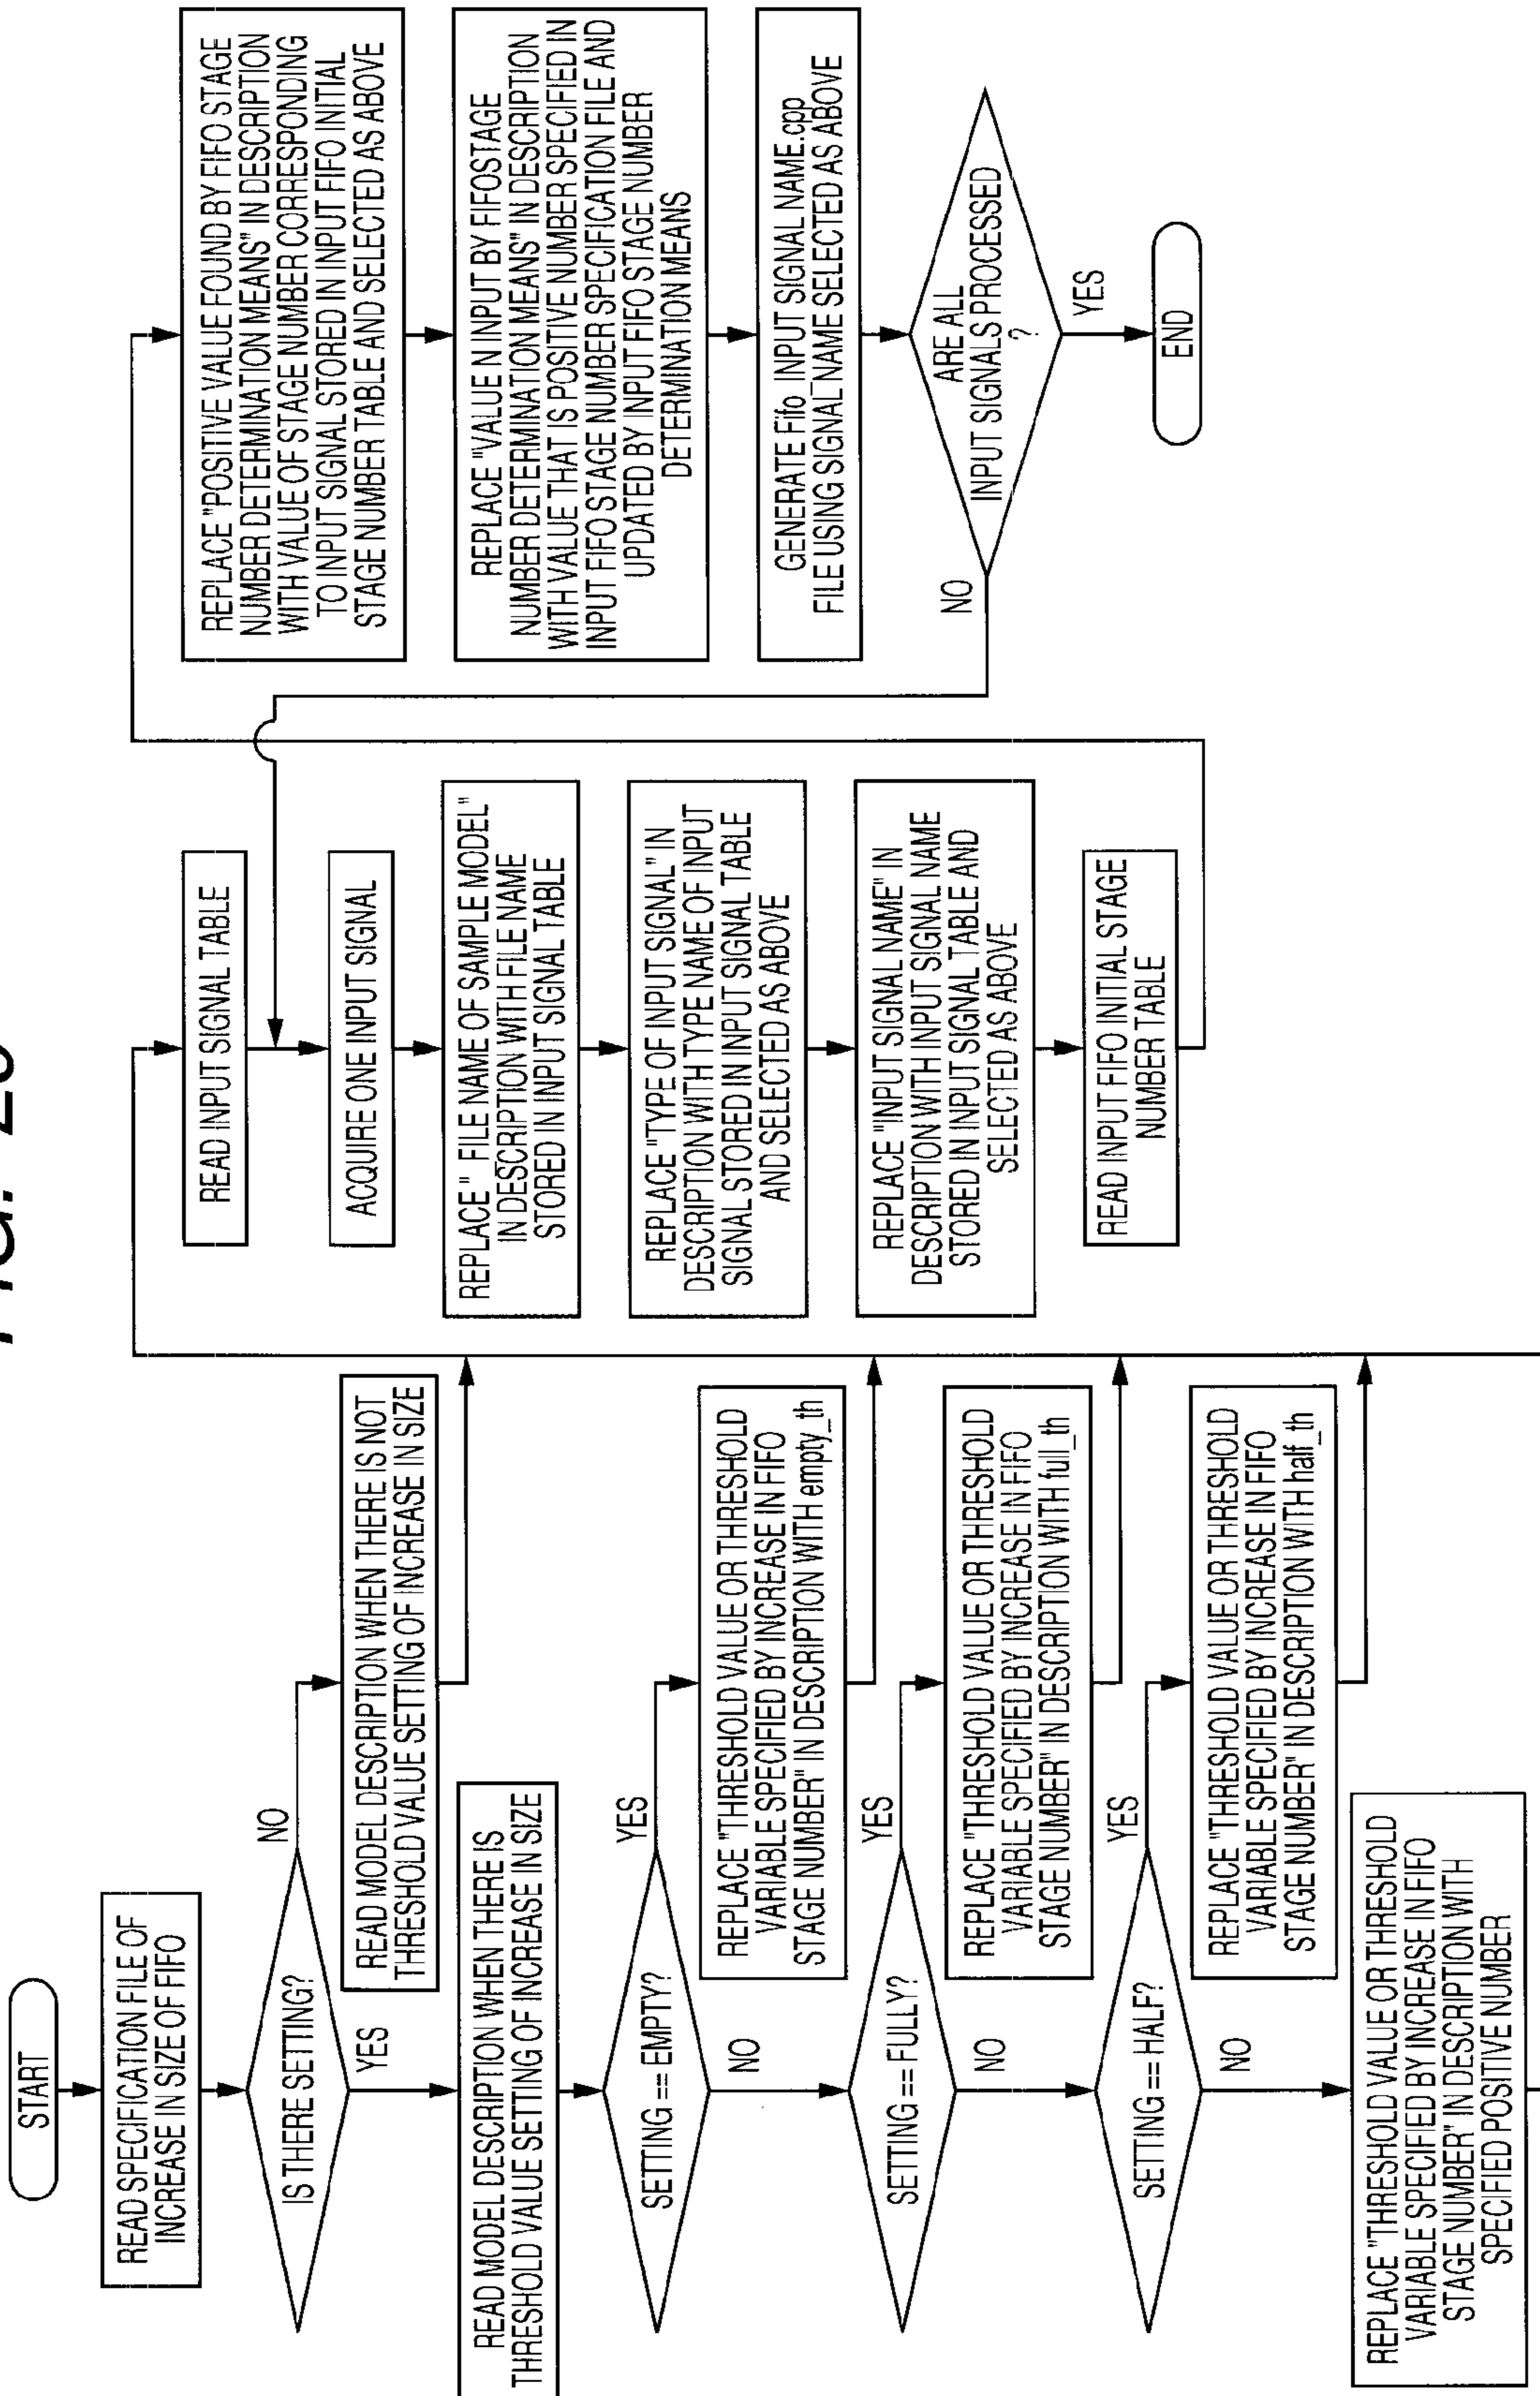 START
READ SPECIFICATION FILE OF
INCREASE IN SIZE OF FIFO
IS THERE SETTING?
NO
YES
READ MODEL DESCRIPTION WHEN THERE IS NOT
THRESHOLD VALUE SETTING OF INCREASE IN SIZE
READ MODEL DESCRIPTION WHEN THERE IS
THRESHOLD VALUE SETTING OF INCREASE IN SIZE
SETTING == EMPTY?
YES
NO
REPLACE "THRESHOLD VALUE OR THRESHOLD
VARIABLE SPECIFIED BY INCREASE IN FIFO
STAGE NUMBER" IN DESCRIPTION WITH empty_th
SETTING == FULLY?
YES
NO
REPLACE "THRESHOLD VALUE OR THRESHOLD
VARIABLE SPECIFIED BY INCREASE IN FIFO
STAGE NUMBER" IN DESCRIPTION WITH full_th
SETTING == HALF?
YES
NO
REPLACE "THRESHOLD VALUE OR THRESHOLD
VARIABLE SPECIFIED BY INCREASE IN FIFO
STAGE NUMBER" IN DESCRIPTION WITH half_th
REPLACE "THRESHOLD VALUE OR THRESHOLD
VARIABLE SPECIFIED BY INCREASE IN FIFO
STAGE NUMBER" IN DESCRIPTION WITH
SPECIFIED POSITIVE NUMBER
READ INPUT SIGNAL TABLE
ACQUIRE ONE INPUT SIGNAL
REPLACE "_FILE NAME OF SAMPLE MODEL"
IN DESCRIPTION WITH FILE NAME
STORED IN INPUT SIGNAL TABLE
REPLACE "TYPE OF INPUT SIGNAL" IN
DESCRIPTION WITH TYPE NAME OF INPUT
SIGNAL STORED IN INPUT SIGNAL TABLE
AND SELECTED AS ABOVE
REPLACE "INPUT SIGNAL NAME" IN
DESCRIPTION WITH INPUT SIGNAL NAME
STORED IN INPUT SIGNAL TABLE AND
SELECTED AS ABOVE
READ INPUT FIFO INITIAL STAGE
NUMBER TABLE
REPLACE "POSITIVE VALUE FOUND BY FIFO STAGE
NUMBER DETERMINATION MEANS" IN DESCRIPTION
WITH VALUE OF STAGE NUMBER CORRESPONDING
TO INPUT SIGNAL STORED IN INPUT FIFO INITIAL
STAGE NUMBER TABLE AND SELECTED AS ABOVE
REPLACE "VALUE N INPUT BY FIFOSTAGE
NUMBER DETERMINATION MEANS" IN DESCRIPTION
WITH VALUE THAT IS POSITIVE NUMBER SPECIFIED IN
INPUT FIFO STAGE NUMBER SPECIFICATION FILE AND
UPDATED BY INPUT FIFO STAGE NUMBER
DETERMINATION MEANS
GENERATE Fifo_INPUT SIGNAL NAME.cpp
FILE USING SIGNAL NAME SELECTED AS ABOVE
ARE ALL
INPUT SIGNALS PROCESSED
?
NO
YES
END